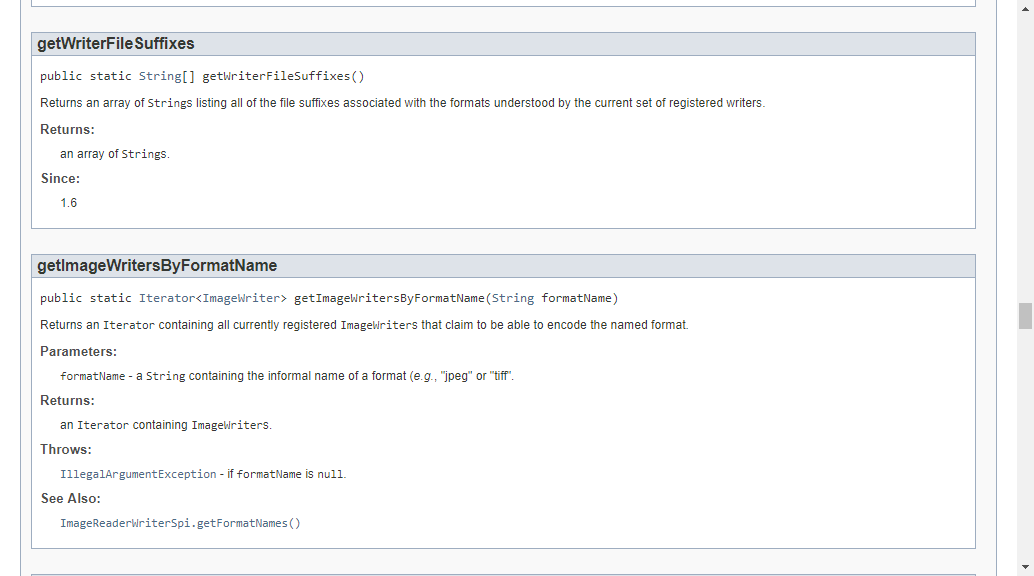 getWriterFileSuffixes
public static String[] getWriterFileSuffixes()
Returns an array of Strings listing all of the file suffixes associated with the formats understood by the current set of registered writers.
Returns:
an array of Strings.
Since:
1.6
getImageWritersByFormatName
public static Iterator<ImageWriter> getImageWritersByFormatName(String formatName)
Returns an Iterator containing all currently registered ImageWriters that claim to be able to encode the named format.
Parameters:
formatName - a String containing the informal name of a format (e.g., "jpeg" or "tiff".
Returns:
an Iterator containing ImageWriters.
Throws:
IllegalArgumentException - if formatName is null.
See Also:
ImageReaderWriterSpi.getFormatNames()